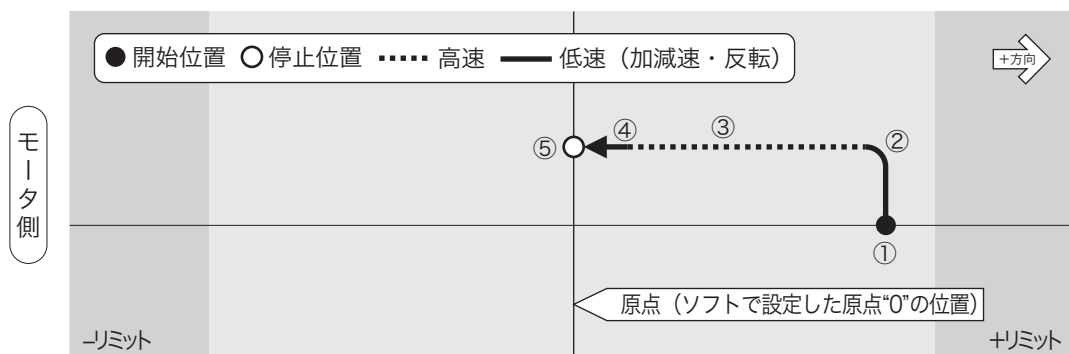 ●開始位置 ○停止位置 ······ 高速 ── 低速（加減速・反転）
+方向
モータ側
⑤ ④ ③ ②
①
原点（ソフトで設定した原点“0”の位置）
−リミット
+リミット